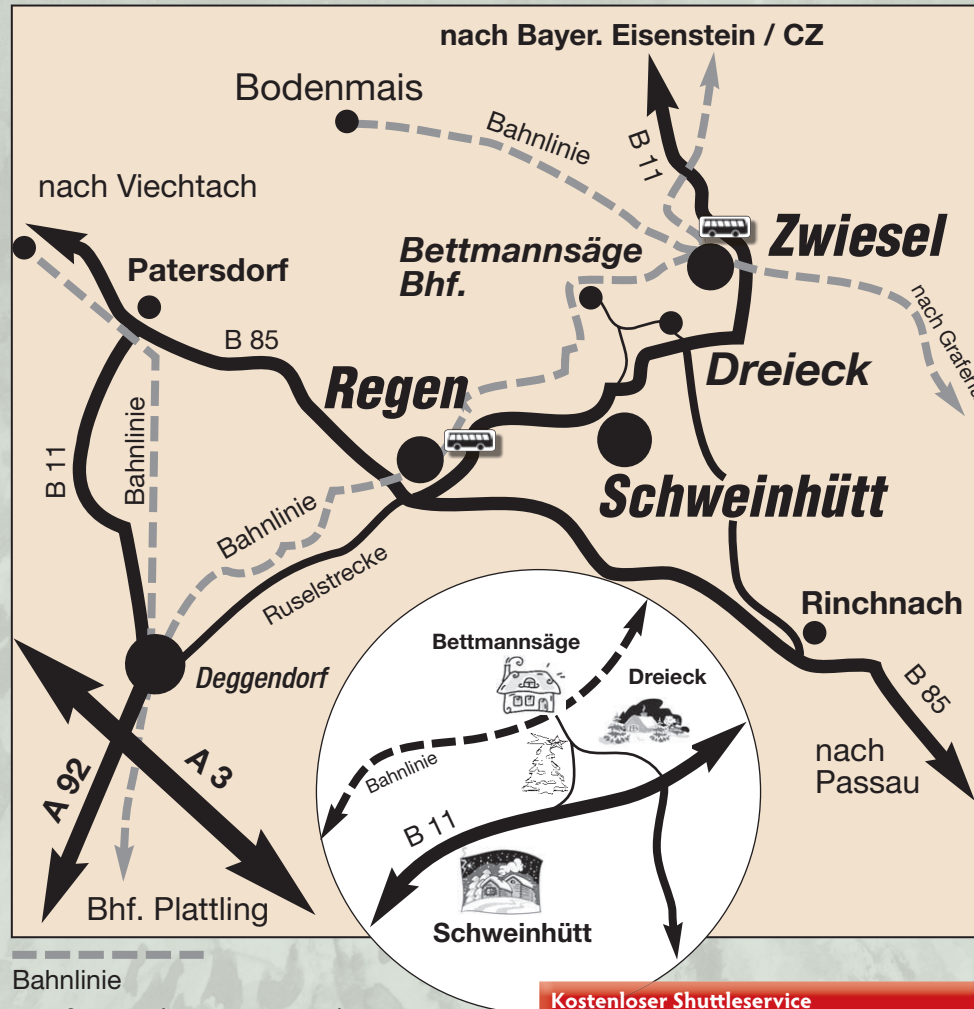 nach Bayer. Eisenstein / CZ
Bodenmais
Bahnlinie
B 11
nach Viechtach
Zwiesel
Bettmannsäge
Bhf.
Patersdorf
B 85
Dreieck
Regen
B 11
Bahnlinie
Schweinhütt
Bahnlinie
Ruselstrecke
Rinchnach
Deggendorf
B 85
nach
Passau
A 92
A 3
Bhf. Plattling
Bettmannsäge
Dreieck
Bahnlinie
B 11
Schweinhütt
Bahnlinie
Kostenloser Shuttleservice